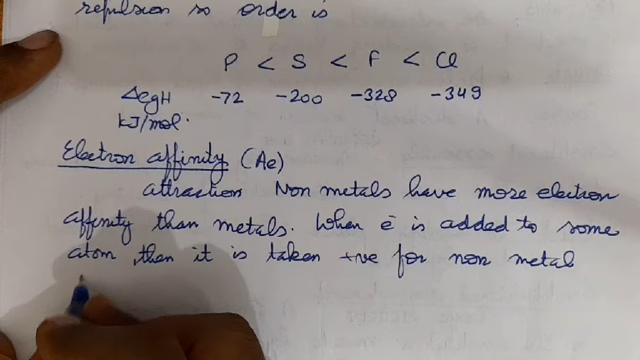 repulsion so order is
P < S < F < Cl
ΔegH -72 -200 -328 -349
kJ/mol.
Electron affinity (Ae)
attraction Non metals have more electron
affinity than metals. When e⁻ is added to some
atom, then it is taken +ve for non metal